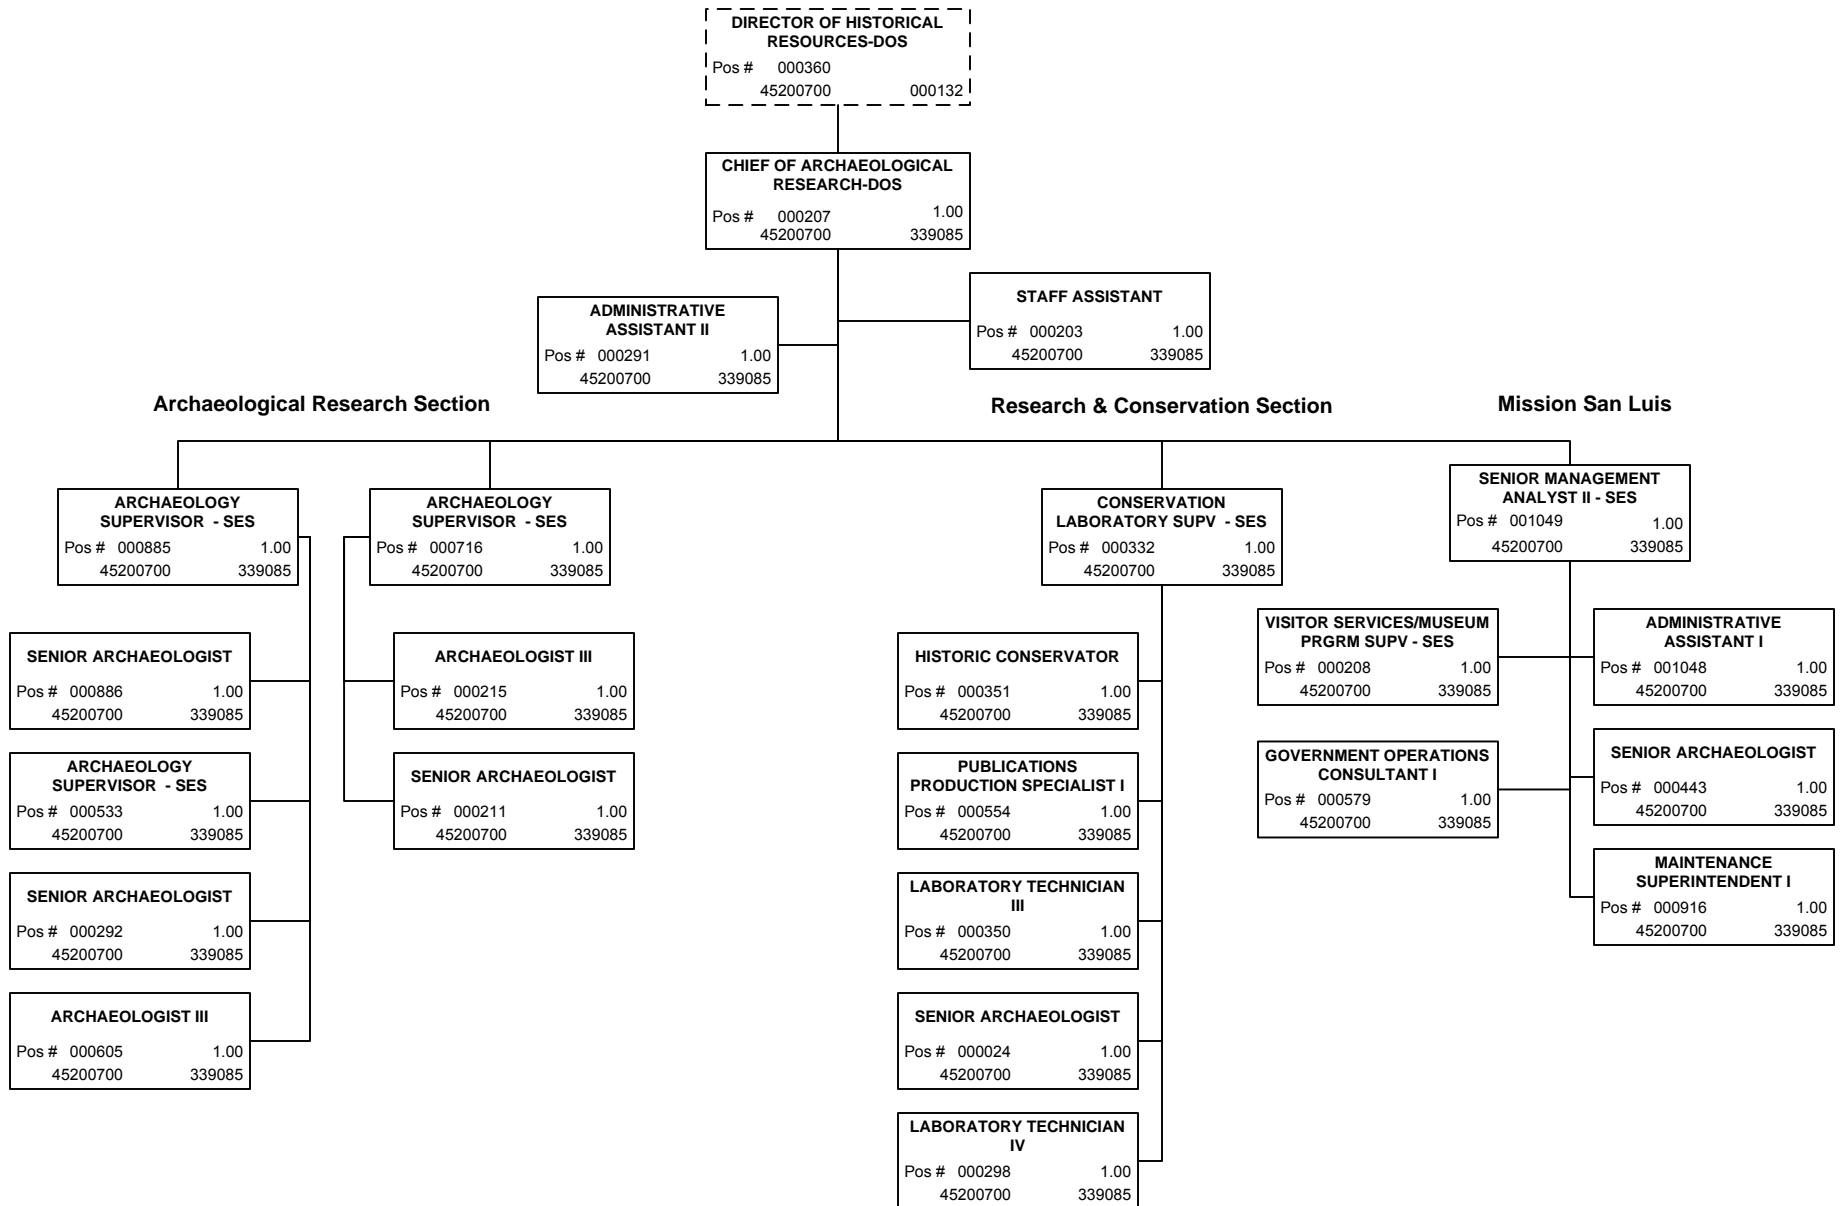 DIRECTOR OF HISTORICAL
RESOURCES-DOS
Pos # 000360
45200700 000132
CHIEF OF ARCHAEOLOGICAL
RESEARCH-DOS
Pos # 000207 1.00
45200700 339085
ADMINISTRATIVE
ASSISTANT II
Pos # 000291 1.00
45200700 339085
STAFF ASSISTANT
Pos # 000203 1.00
45200700 339085
Archaeological Research Section
Research & Conservation Section
Mission San Luis
ARCHAEOLOGY
SUPERVISOR - SES
Pos # 000885 1.00
45200700 339085
SENIOR ARCHAEOLOGIST
Pos # 000886 1.00
45200700 339085
ARCHAEOLOGY
SUPERVISOR - SES
Pos # 000533 1.00
45200700 339085
SENIOR ARCHAEOLOGIST
Pos # 000292 1.00
45200700 339085
ARCHAEOLOGIST III
Pos # 000605 1.00
45200700 339085
ARCHAEOLOGY
SUPERVISOR - SES
Pos # 000716 1.00
45200700 339085
ARCHAEOLOGIST III
Pos # 000215 1.00
45200700 339085
SENIOR ARCHAEOLOGIST
Pos # 000211 1.00
45200700 339085
CONSERVATION
LABORATORY SUPV - SES
Pos # 000332 1.00
45200700 339085
HISTORIC CONSERVATOR
Pos # 000351 1.00
45200700 339085
PUBLICATIONS
PRODUCTION SPECIALIST I
Pos # 000554 1.00
45200700 339085
LABORATORY TECHNICIAN
III
Pos # 000350 1.00
45200700 339085
SENIOR ARCHAEOLOGIST
Pos # 000024 1.00
45200700 339085
LABORATORY TECHNICIAN
IV
Pos # 000298 1.00
45200700 339085
SENIOR MANAGEMENT
ANALYST II - SES
Pos # 001049 1.00
45200700 339085
VISITOR SERVICES/MUSEUM
PRGRM SUPV - SES
Pos # 000208 1.00
45200700 339085
GOVERNMENT OPERATIONS
CONSULTANT I
Pos # 000579 1.00
45200700 339085
ADMINISTRATIVE
ASSISTANT I
Pos # 001048 1.00
45200700 339085
SENIOR ARCHAEOLOGIST
Pos # 000443 1.00
45200700 339085
MAINTENANCE
SUPERINTENDENT I
Pos # 000916 1.00
45200700 339085